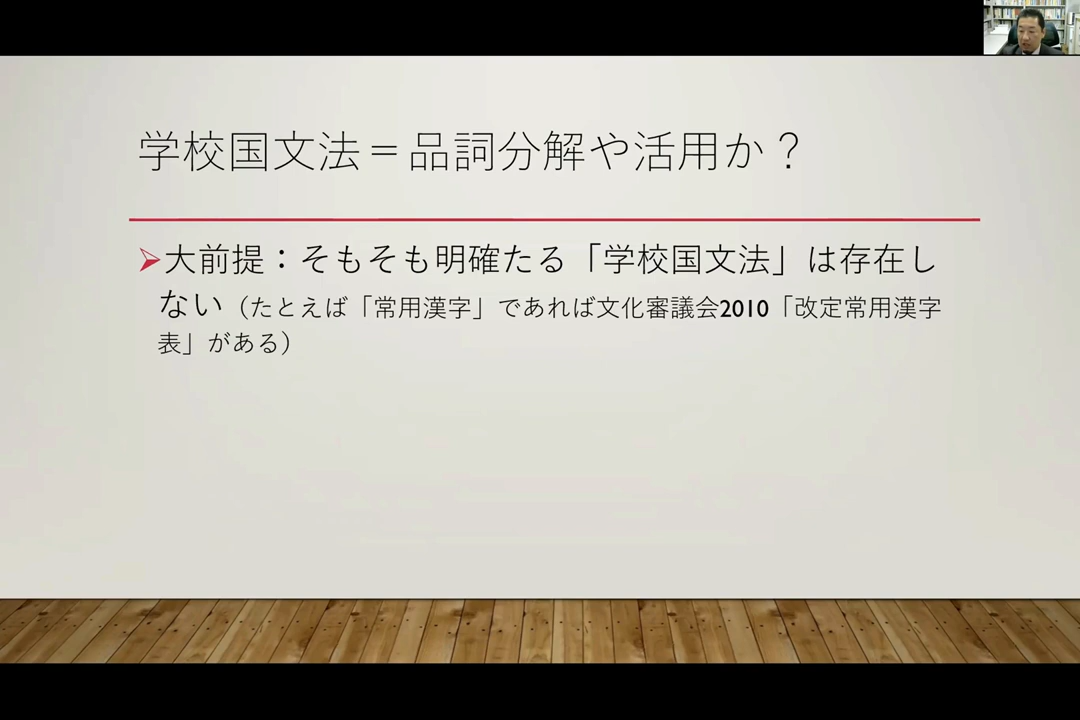 学校国文法＝品詞分解や活用か？
➢大前提：そもそも明確たる「学校国文法」は存在し
ない（たとえば「常用漢字」であれば文化審議会2010「改定常用漢字
表」がある）